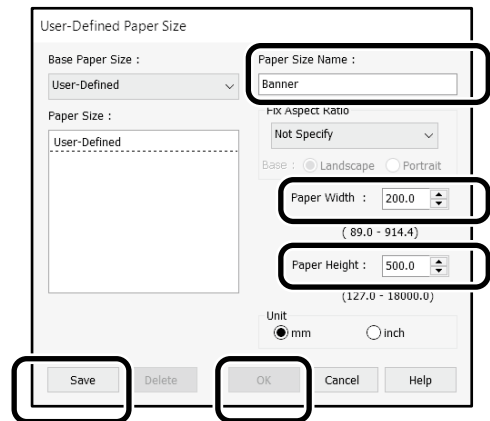 User-Defined Paper Size
Base Paper Size :
User-Defined
Paper Size :
User-Defined
Paper Size Name :
Banner
Fix Aspect Ratio
Not Specify
Base : Landscape Portrait
Paper Width : 200.0
( 89.0 - 914.4)
Paper Height : 500.0
(127.0 - 18000.0)
Unit
mm inch
Save Delete OK Cancel Help